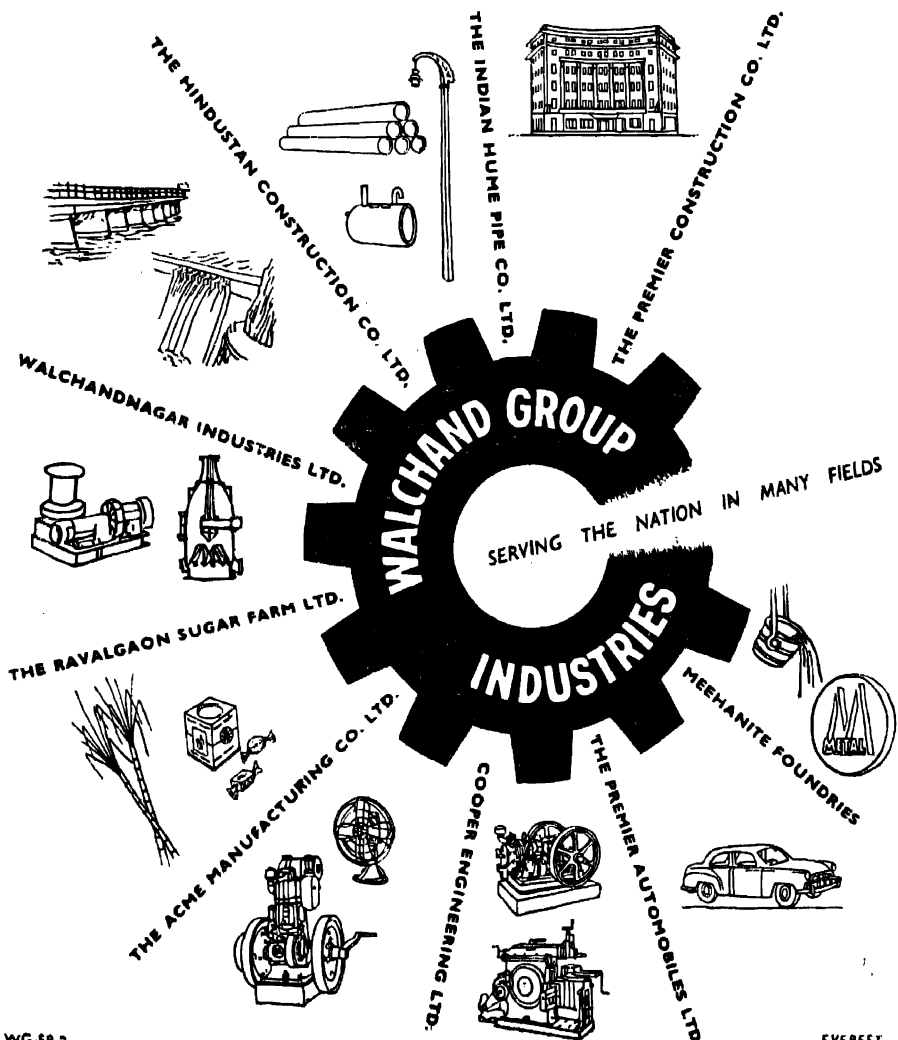 THE HINDUSTAN CONSTRUCTION CO. LTD.
THE INDIAN HUME PIPE CO. LTD.
THE PREMIER CONSTRUCTION CO. LTD.
WALCHANDNAGAR INDUSTRIES LTD.
WALCHAND GROUP
INDUSTRIES
SERVING THE NATION IN MANY FIELDS
THE RAVALGAON SUGAR FARM LTD.
THE ACME MANUFACTURING CO. LTD.
COOPER ENGINEERING LTD.
THE PREMIER AUTOMOBILES LTD
MEEHANITE FOUNDRIES
M
METAL
EVEREST